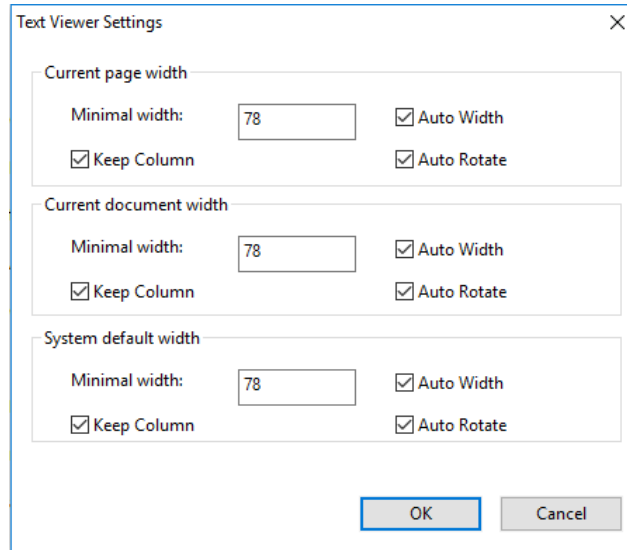 Text Viewer Settings
Current page width
Minimal width: 78 Auto Width
Keep Column Auto Rotate
Current document width
Minimal width: 78 Auto Width
Keep Column Auto Rotate
System default width
Minimal width: 78 Auto Width
Keep Column Auto Rotate
OK Cancel